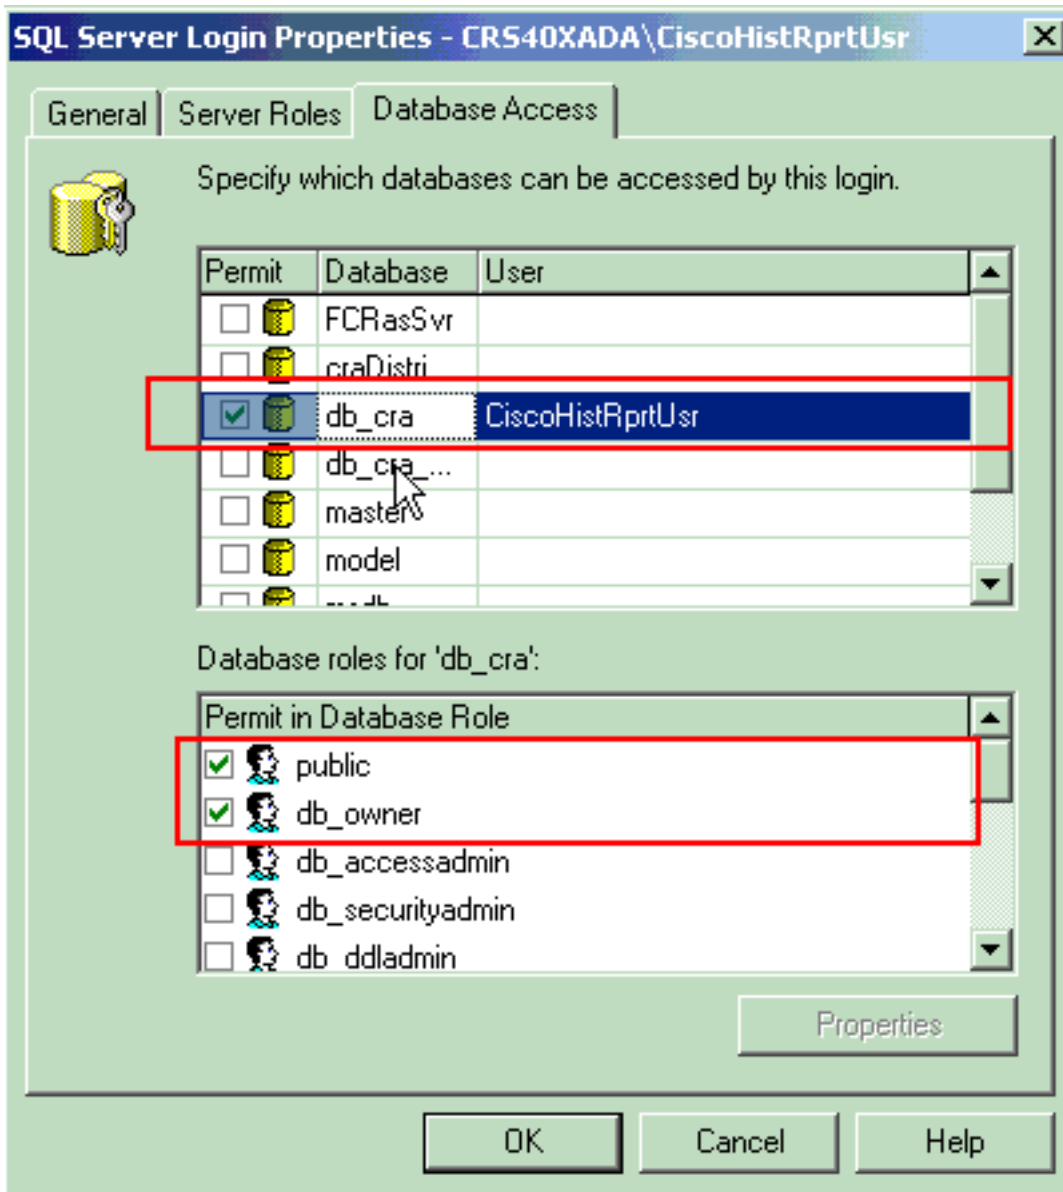 SQL Server Login Properties - CRS40XADA\CiscoHistRprtUsr
General Server Roles Database Access
Specify which databases can be accessed by this login.
Permit Database User
FCRasSvr
craDistri...
db_cra CiscoHistRprtUsr
db_cra_...
master
model
Database roles for 'db_cra':
Permit in Database Role
public
db_owner
db_accessadmin
db_securityadmin
db_ddladmin
Properties
OK Cancel Help